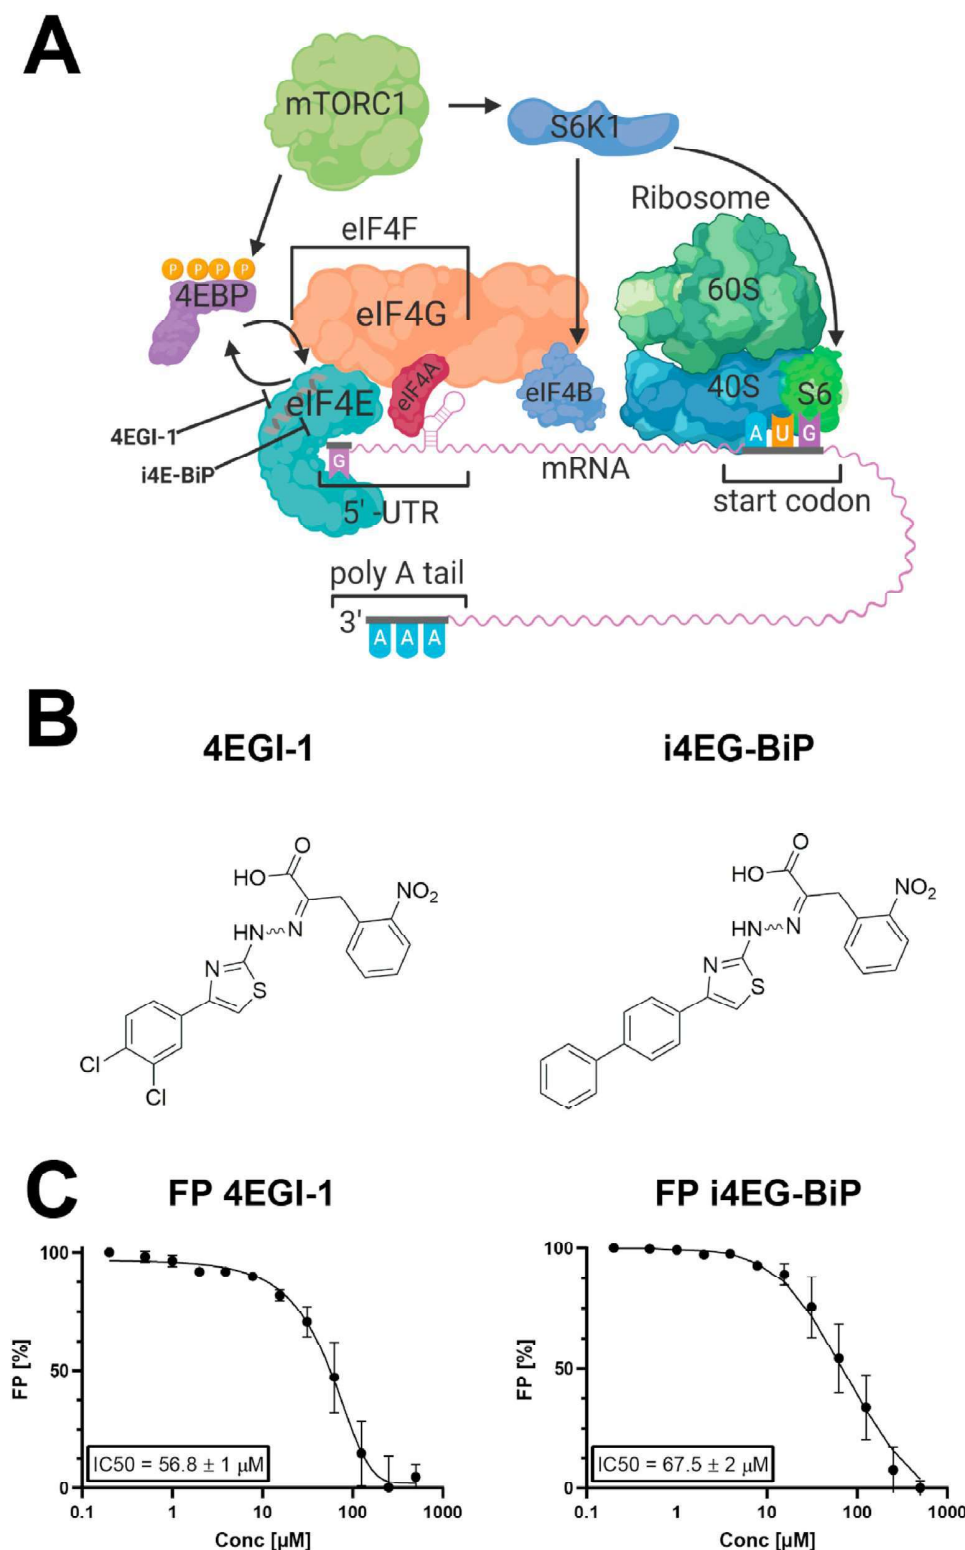 A
mTORC1
S6K1
Ribosome
eIF4F
P P P P
4EBP
eIF4G
60S
eIF4A
eIF4B
40S
S6
eIF4E
4EGI-1
i4E-BiP
A U G
G
mRNA
5'-UTR
start codon
poly A tail
3'
A A A
B
4EGI-1
i4EG-BiP
O
HO
NO2
HN
N
N
S
Cl
Cl
O
HO
NO2
HN
N
N
S
C
FP 4EGI-1
100
50
0
FP [%]
IC50 = 56.8 ± 1 μM
0.1 1 10 100 1000
Conc [μM]
FP i4EG-BiP
100
50
0
FP [%]
IC50 = 67.5 ± 2 μM
0.1 1 10 100 1000
Conc [μM]